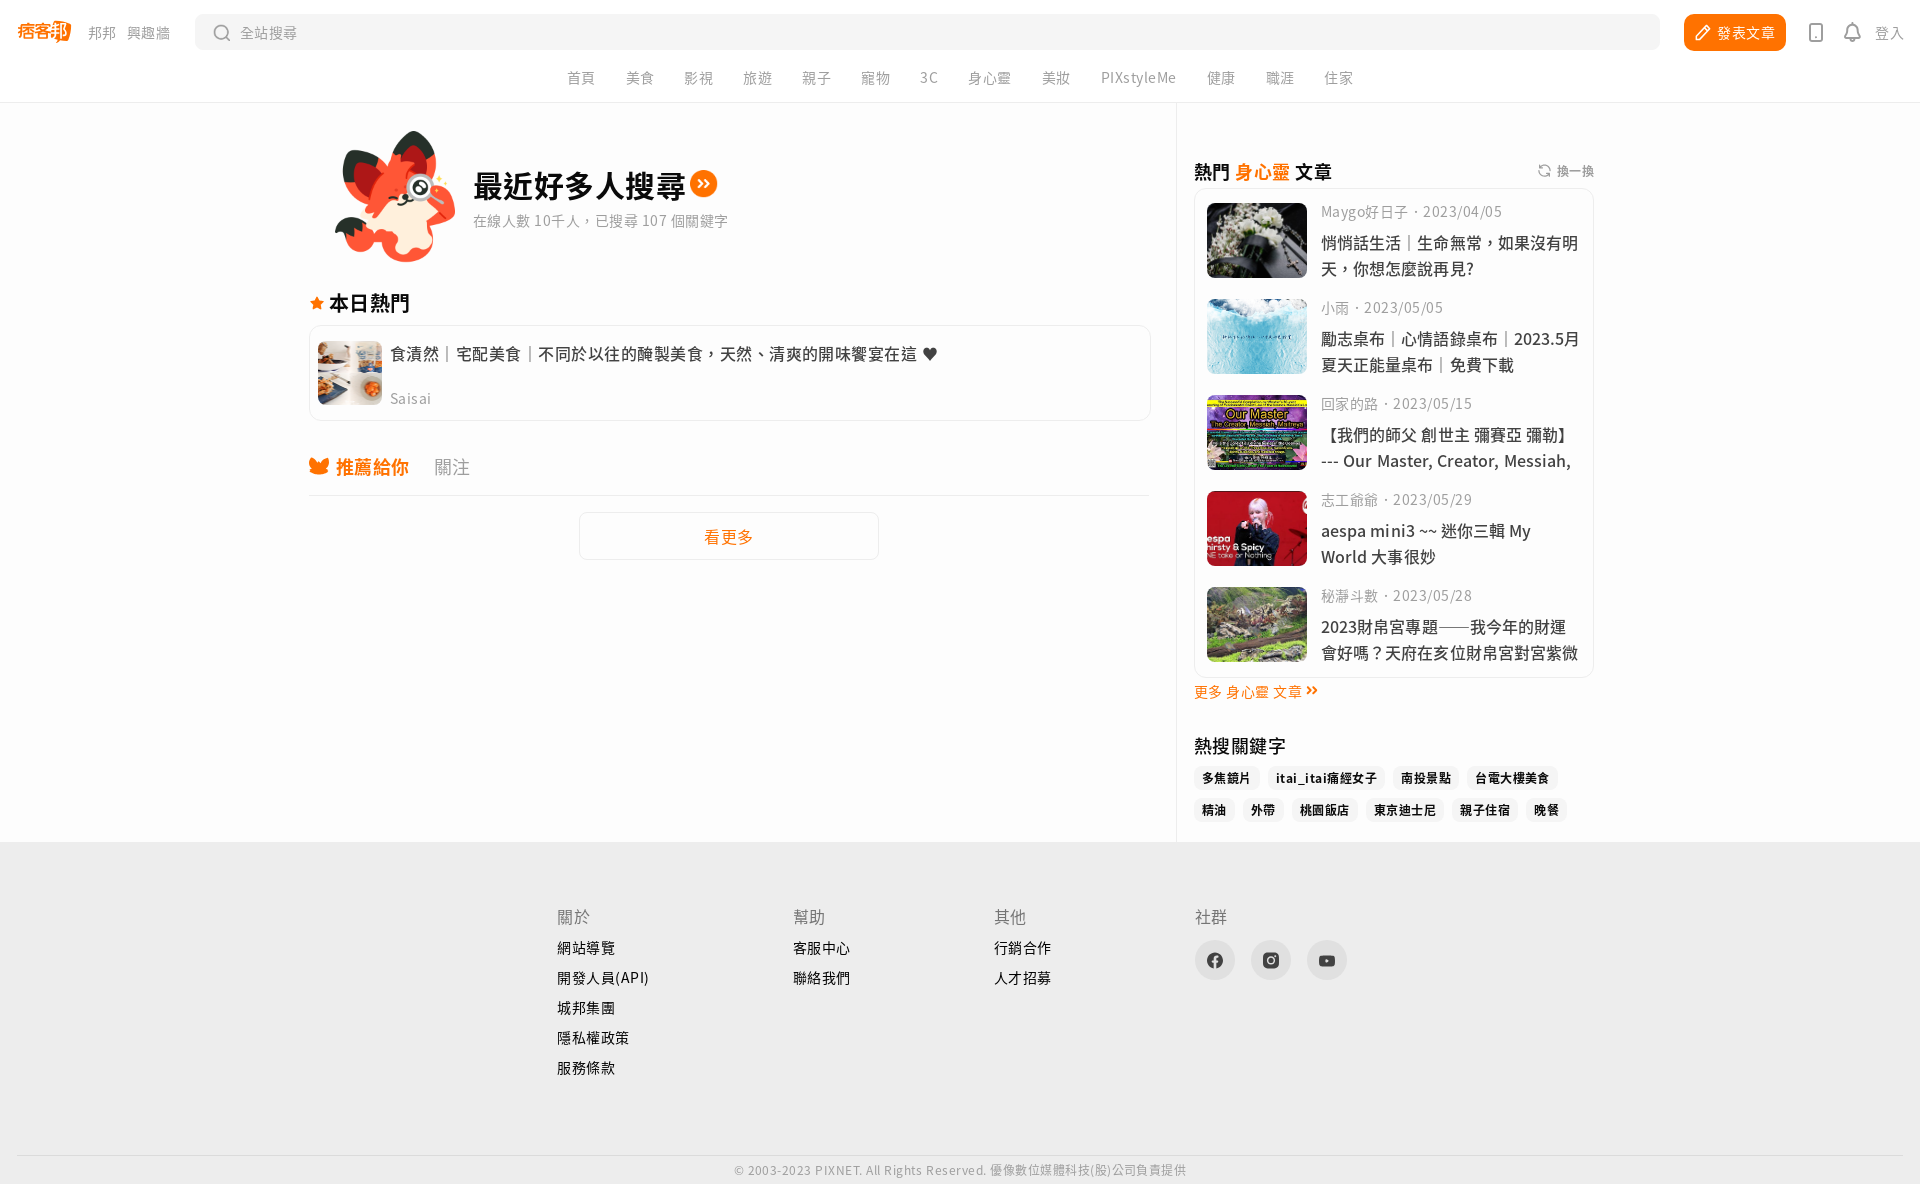 痞客邦
邦邦
興趣牆
全站搜尋
發表文章
登入
首頁
美食
影視
旅遊
親子
寵物
3C
身心靈
美妝
PIXstyleMe
健康
職涯
住家
最近好多人搜尋
在線人數 10千人，已搜尋 107 個關鍵字
本日熱門
食漬然｜宅配美食｜不同於以往的醃製美食，天然、清爽的開味饗宴在這 ♥
Saisai
推薦給你
關注
看更多
熱門 身心靈 文章
換一換
Maygo好日子・2023/04/05
悄悄話生活｜生命無常，如果沒有明
天，你想怎麼說再見?
小雨・2023/05/05
勵志桌布｜心情語錄桌布｜2023.5月
夏天正能量桌布｜免費下載
Our Master
The Creator, Messiah, Maitreya
回家的路・2023/05/15
【我們的師父 創世主 彌賽亞 彌勒】
--- Our Master, Creator, Messiah,
espa
hirsty & Spicy
NE take or Nothing
志工爺爺・2023/05/29
aespa mini3 ~~ 迷你三輯 My
World 大事很妙
秘瀞斗數・2023/05/28
2023財帛宮專題——我今年的財運
會好嗎？天府在亥位財帛宮對宮紫微
更多 身心靈 文章
熱搜關鍵字
多焦鏡片
itai_itai痛經女子
南投景點
台電大樓美食
精油
外帶
桃園飯店
東京迪士尼
親子住宿
晚餐
關於
網站導覽
開發人員(API)
城邦集團
隱私權政策
服務條款
幫助
客服中心
聯絡我們
其他
行銷合作
人才招募
社群
© 2003-2023 PIXNET. All Rights Reserved. 優像數位媒體科技(股)公司負責提供